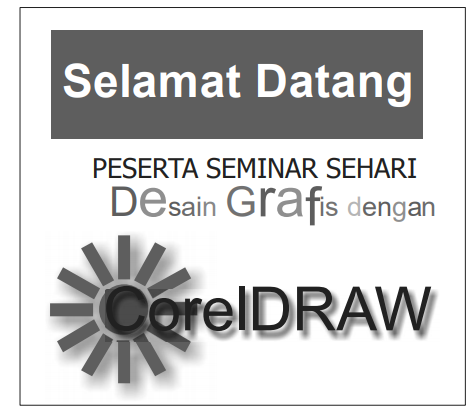 Selamat Datang
PESERTA SEMINAR SEHARI
Desain Grafis dengan
CorelDRAW